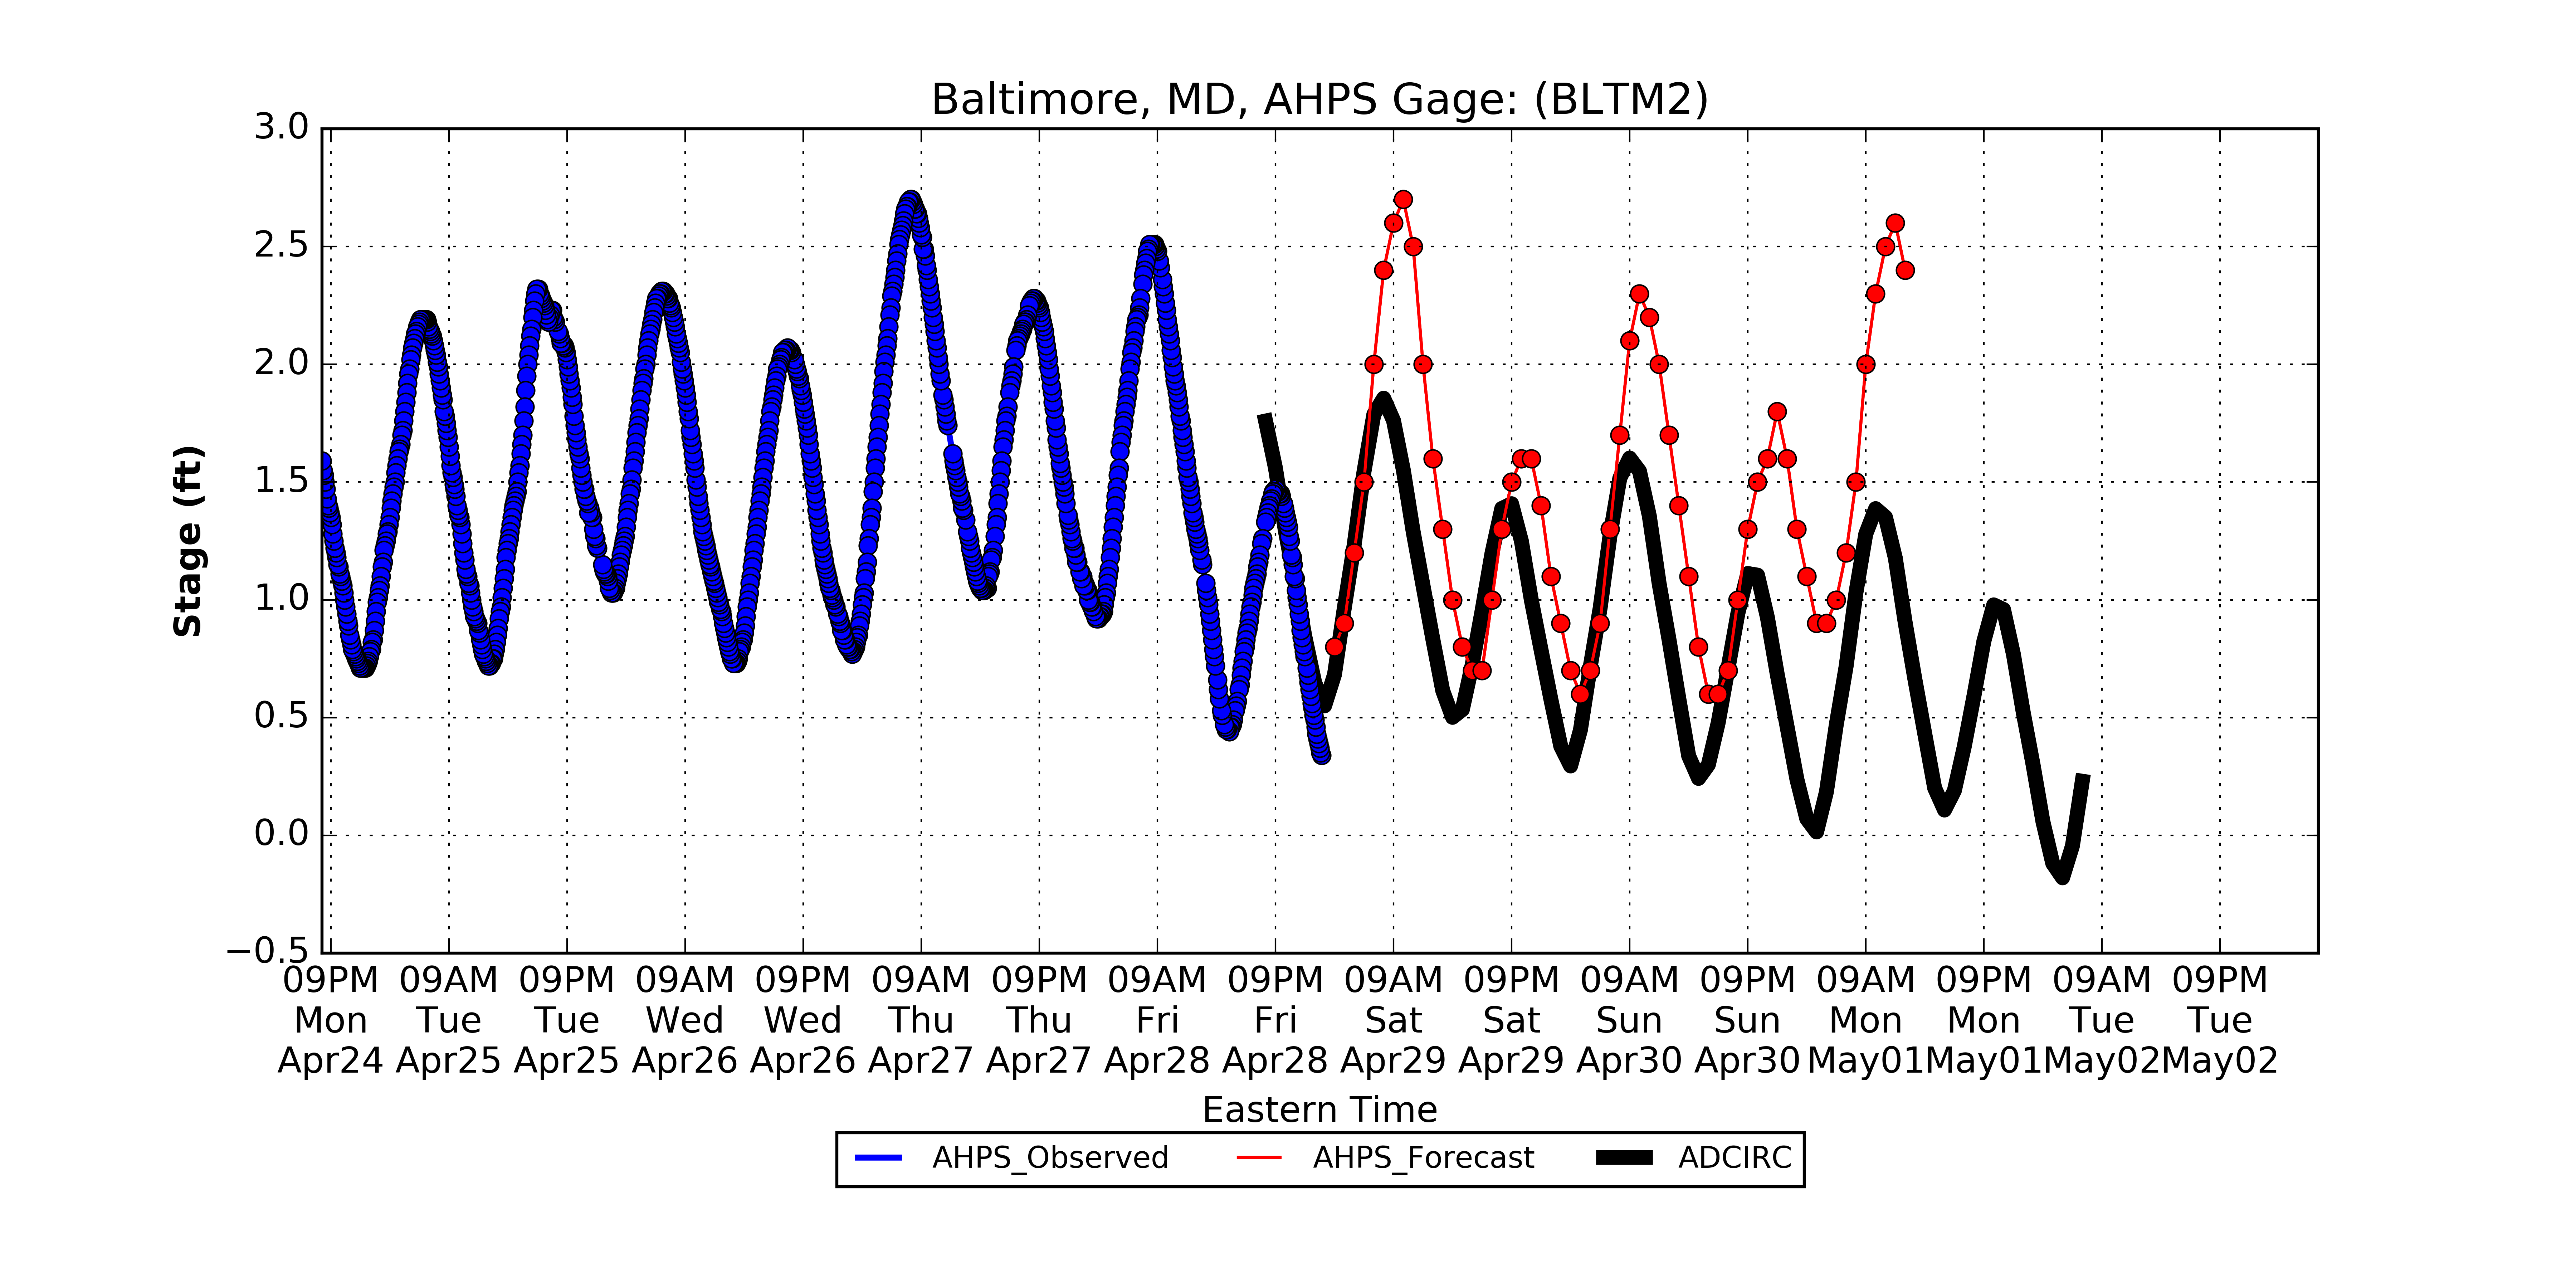 Baltimore, MD, AHPS Gage: (BLTM2)
3.0
2.5
2.0
1.5
1.0
0.5
0.0
−0.5
Stage (ft)
09PM 09AM 09PM 09AM 09PM 09AM 09PM 09AM 09PM 09AM 09PM 09AM 09PM 09AM 09PM 09AM 09PM
Mon Tue Tue Wed Wed Thu Thu Fri Fri Sat Sat Sun Sun Mon Mon Tue Tue
Apr24 Apr25 Apr25 Apr26 Apr26 Apr27 Apr27 Apr28 Apr28 Apr29 Apr29 Apr30 Apr30 May01 May01 May02 May02
Eastern Time
AHPS_Observed AHPS_Forecast ADCIRC